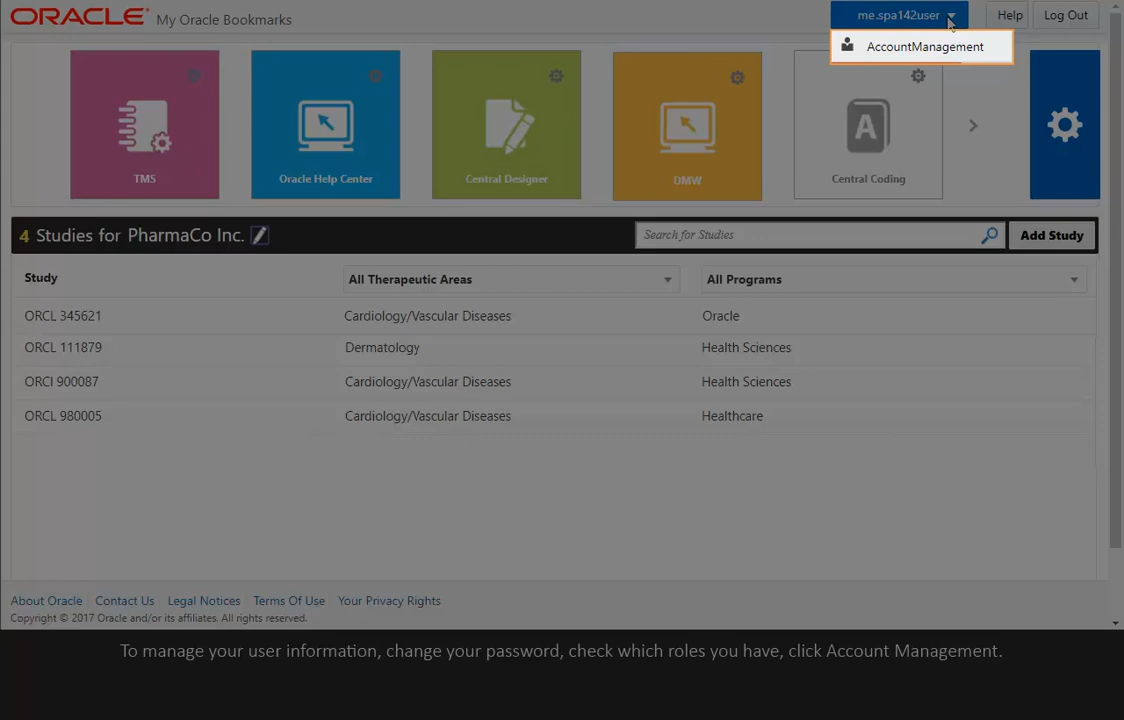 ORACLE® My Oracle Bookmarks
me.spa142user
Help
Log Out
AccountManagement
TMS
Oracle Help Center
Central Designer
DMW
A
Central Coding
4 Studies for PharmaCo Inc.
Search for Studies
Add Study
Study
All Therapeutic Areas
All Programs
ORCL 345621
Cardiology/Vascular Diseases
Oracle
ORCL 111879
Dermatology
Health Sciences
ORCI 900087
Cardiology/Vascular Diseases
Health Sciences
ORCL 980005
Cardiology/Vascular Diseases
Healthcare
About Oracle
Contact Us
Legal Notices
Terms Of Use
Your Privacy Rights
Copyright © 2017 Oracle and/or its affiliates. All rights reserved.
To manage your user information, change your password, check which roles you have, click Account Management.